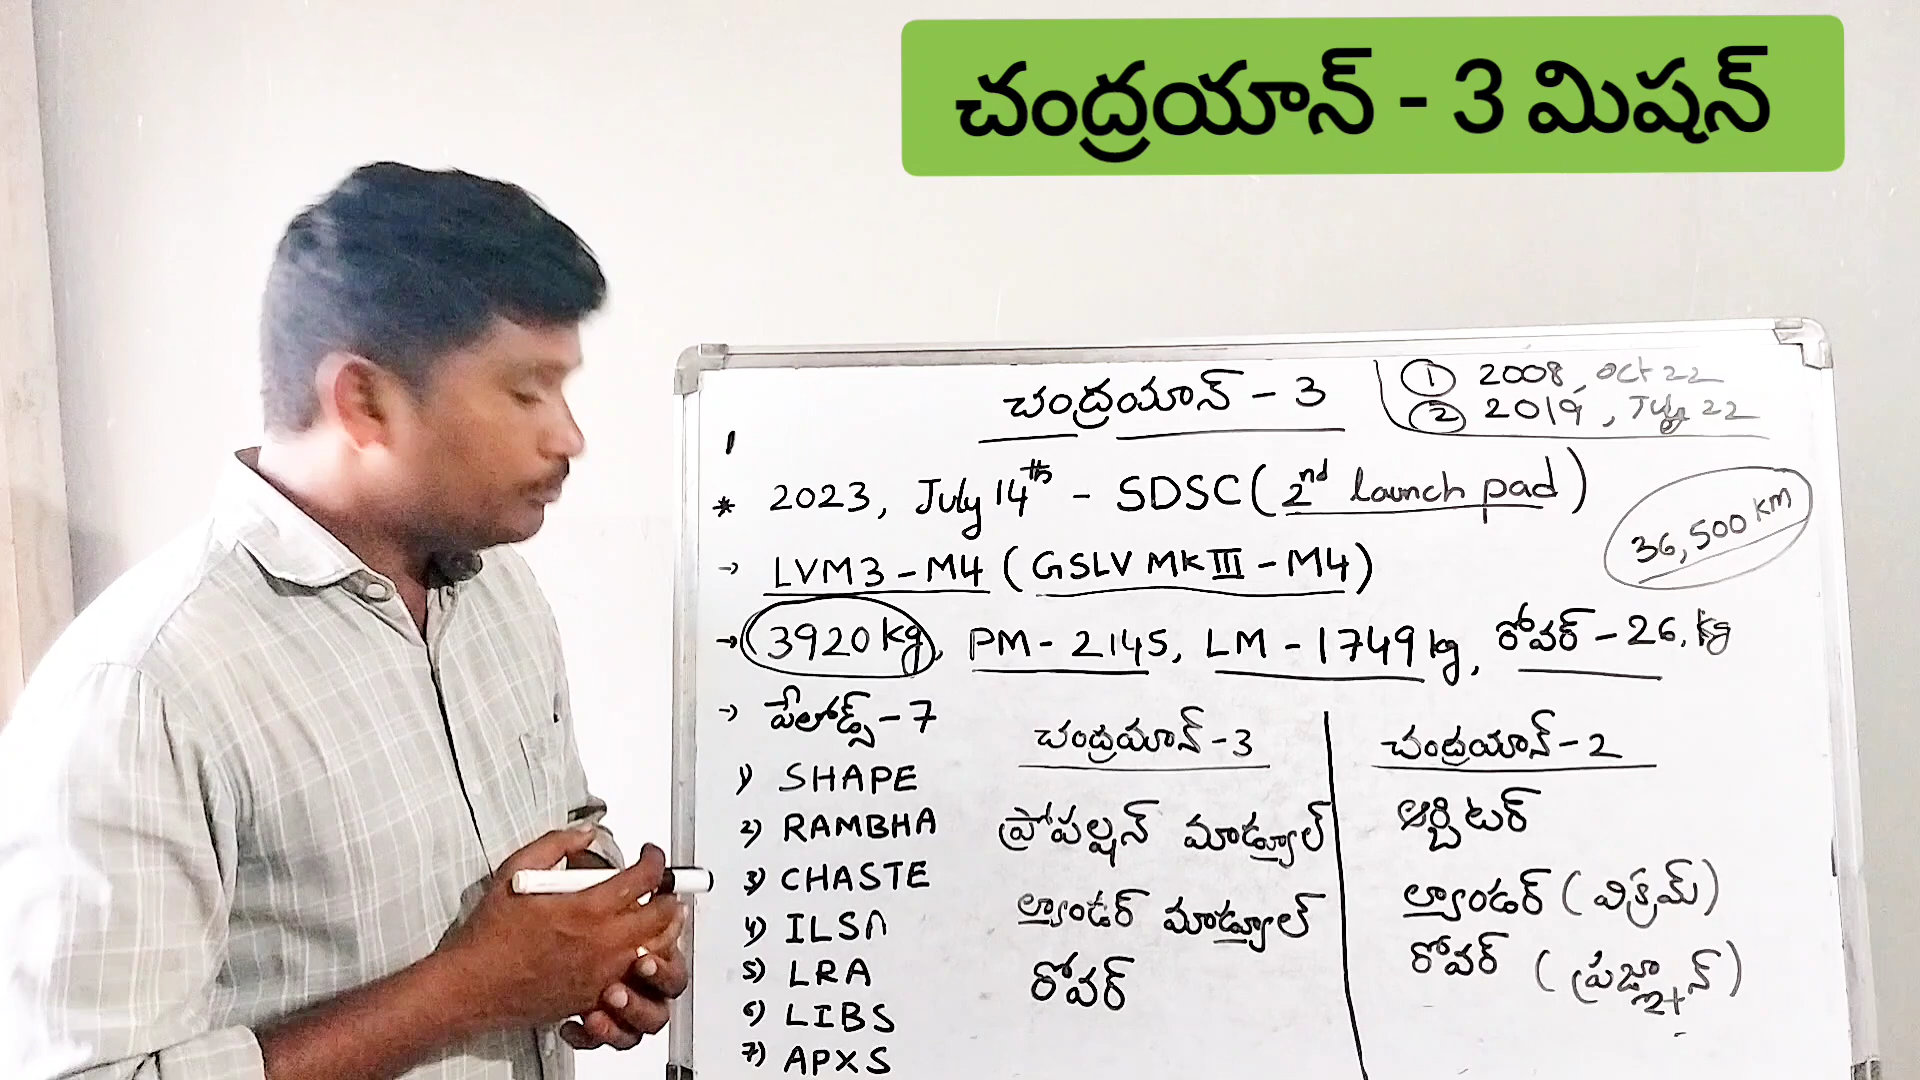 చంద్రయాన్ - 3 మిషన్
చంద్రయాన్ - 3
① 2008, Oct 22
② 2019, July 22
* 2023, July 14th - SDSC (2nd launch pad)
36,500 km
→ LVM3 - M4 (GSLV MK III - M4)
→ 3920 kg, PM - 2145, LM - 1749 kg, రోవర్ - 26. kg
→ పేలోడ్స్ - 7
1) SHAPE
2) RAMBHA
3) CHASTE
4) ILSA
5) LRA
6) LIBS
7) APXS
చంద్రయాన్ - 3
ప్రోపల్షన్ మాడ్యూల్
ల్యాండర్ మాడ్యూల్
రోవర్
చంద్రయాన్ - 2
ఆర్బిటర్
ల్యాండర్ (విక్రమ్)
రోవర్ (ప్రజ్ఞాన్)